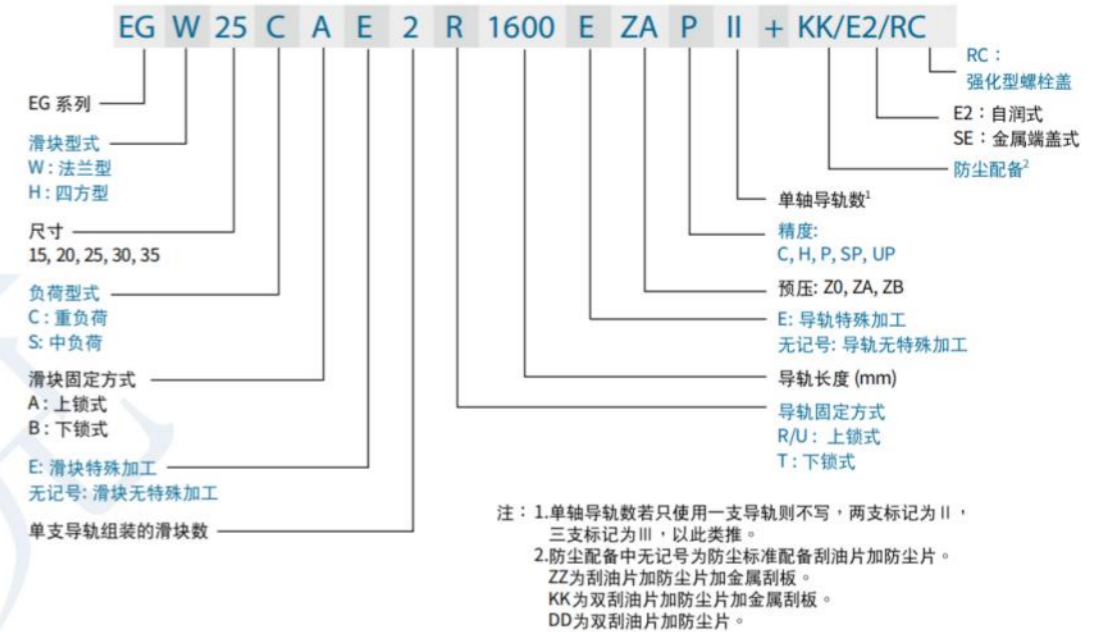 EG W 25 C A E 2 R 1600 E ZA P II + KK/E2/RC
EG 系列
滑块型式
W : 法兰型
H : 四方型
尺寸
15, 20, 25, 30, 35
负荷型式
C : 重负荷
S: 中负荷
滑块固定方式
A : 上锁式
B : 下锁式
E: 滑块特殊加工
无记号: 滑块无特殊加工
单支导轨组装的滑块数
RC :
强化型螺栓盖
E2 : 自润式
SE : 金属端盖式
防尘配备2
单轴导轨数1
精度:
C, H, P, SP, UP
预压: Z0, ZA, ZB
E: 导轨特殊加工
无记号: 导轨无特殊加工
导轨长度 (mm)
导轨固定方式
R/U : 上锁式
T : 下锁式
注：1.单轴导轨数若只使用一支导轨则不写，两支标记为 II，
三支标记为III，以此类推。
2.防尘配备中无记号为防尘标准配备刮油片加防尘片。
ZZ为刮油片加防尘片加金属刮板。
KK为双刮油片加防尘片加金属刮板。
DD为双刮油片加防尘片。